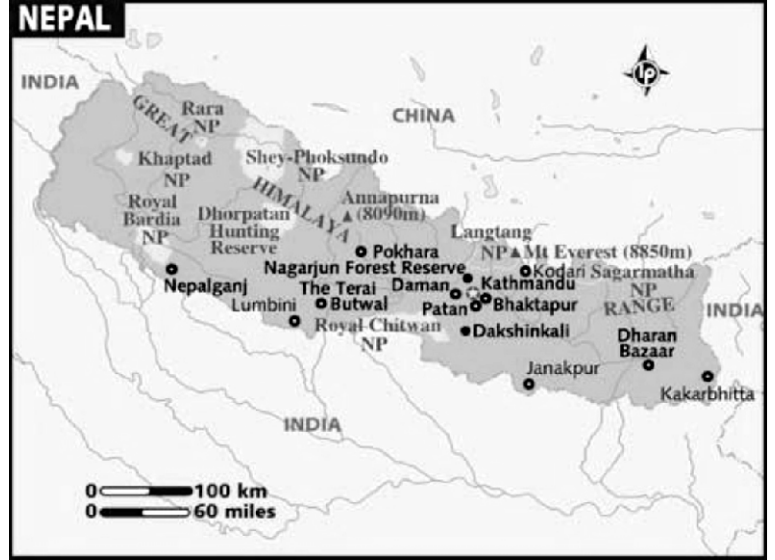 NEPAL
INDIA
CHINA
lp
GREAT
HIMALAYA
RANGE
Rara
NP
Khaptad
NP
Shey-Phoksundo
NP
Royal
Bardia
NP
Dhorpatan
Hunting
Reserve
Annapurna
(8090m)
Langtang
NP
Mt Everest (8850m)
Pokhara
Nagarjun Forest Reserve
Kodari
Sagarmatha
NP
Nepalganj
The Terai
Daman
Kathmandu
Lumbini
Butwal
Patan
Bhaktapur
INDIA
Royal Chitwan
NP
Dakshinkali
Dharan
Bazaar
Janakpur
Kakarbhitta
INDIA
0 100 km
0 60 miles